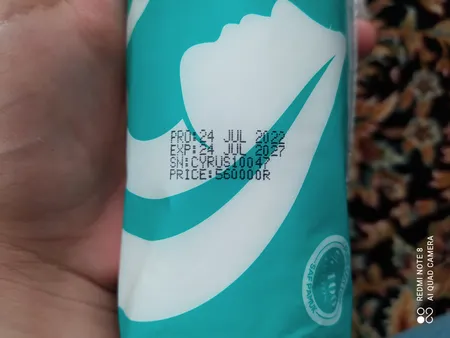 PRO:24 JUL 2022
EXP:24 JUL 2027
SN:CYRUS10047
PRICE:560000R
REDMI NOTE 8
AI QUAD CAMERA